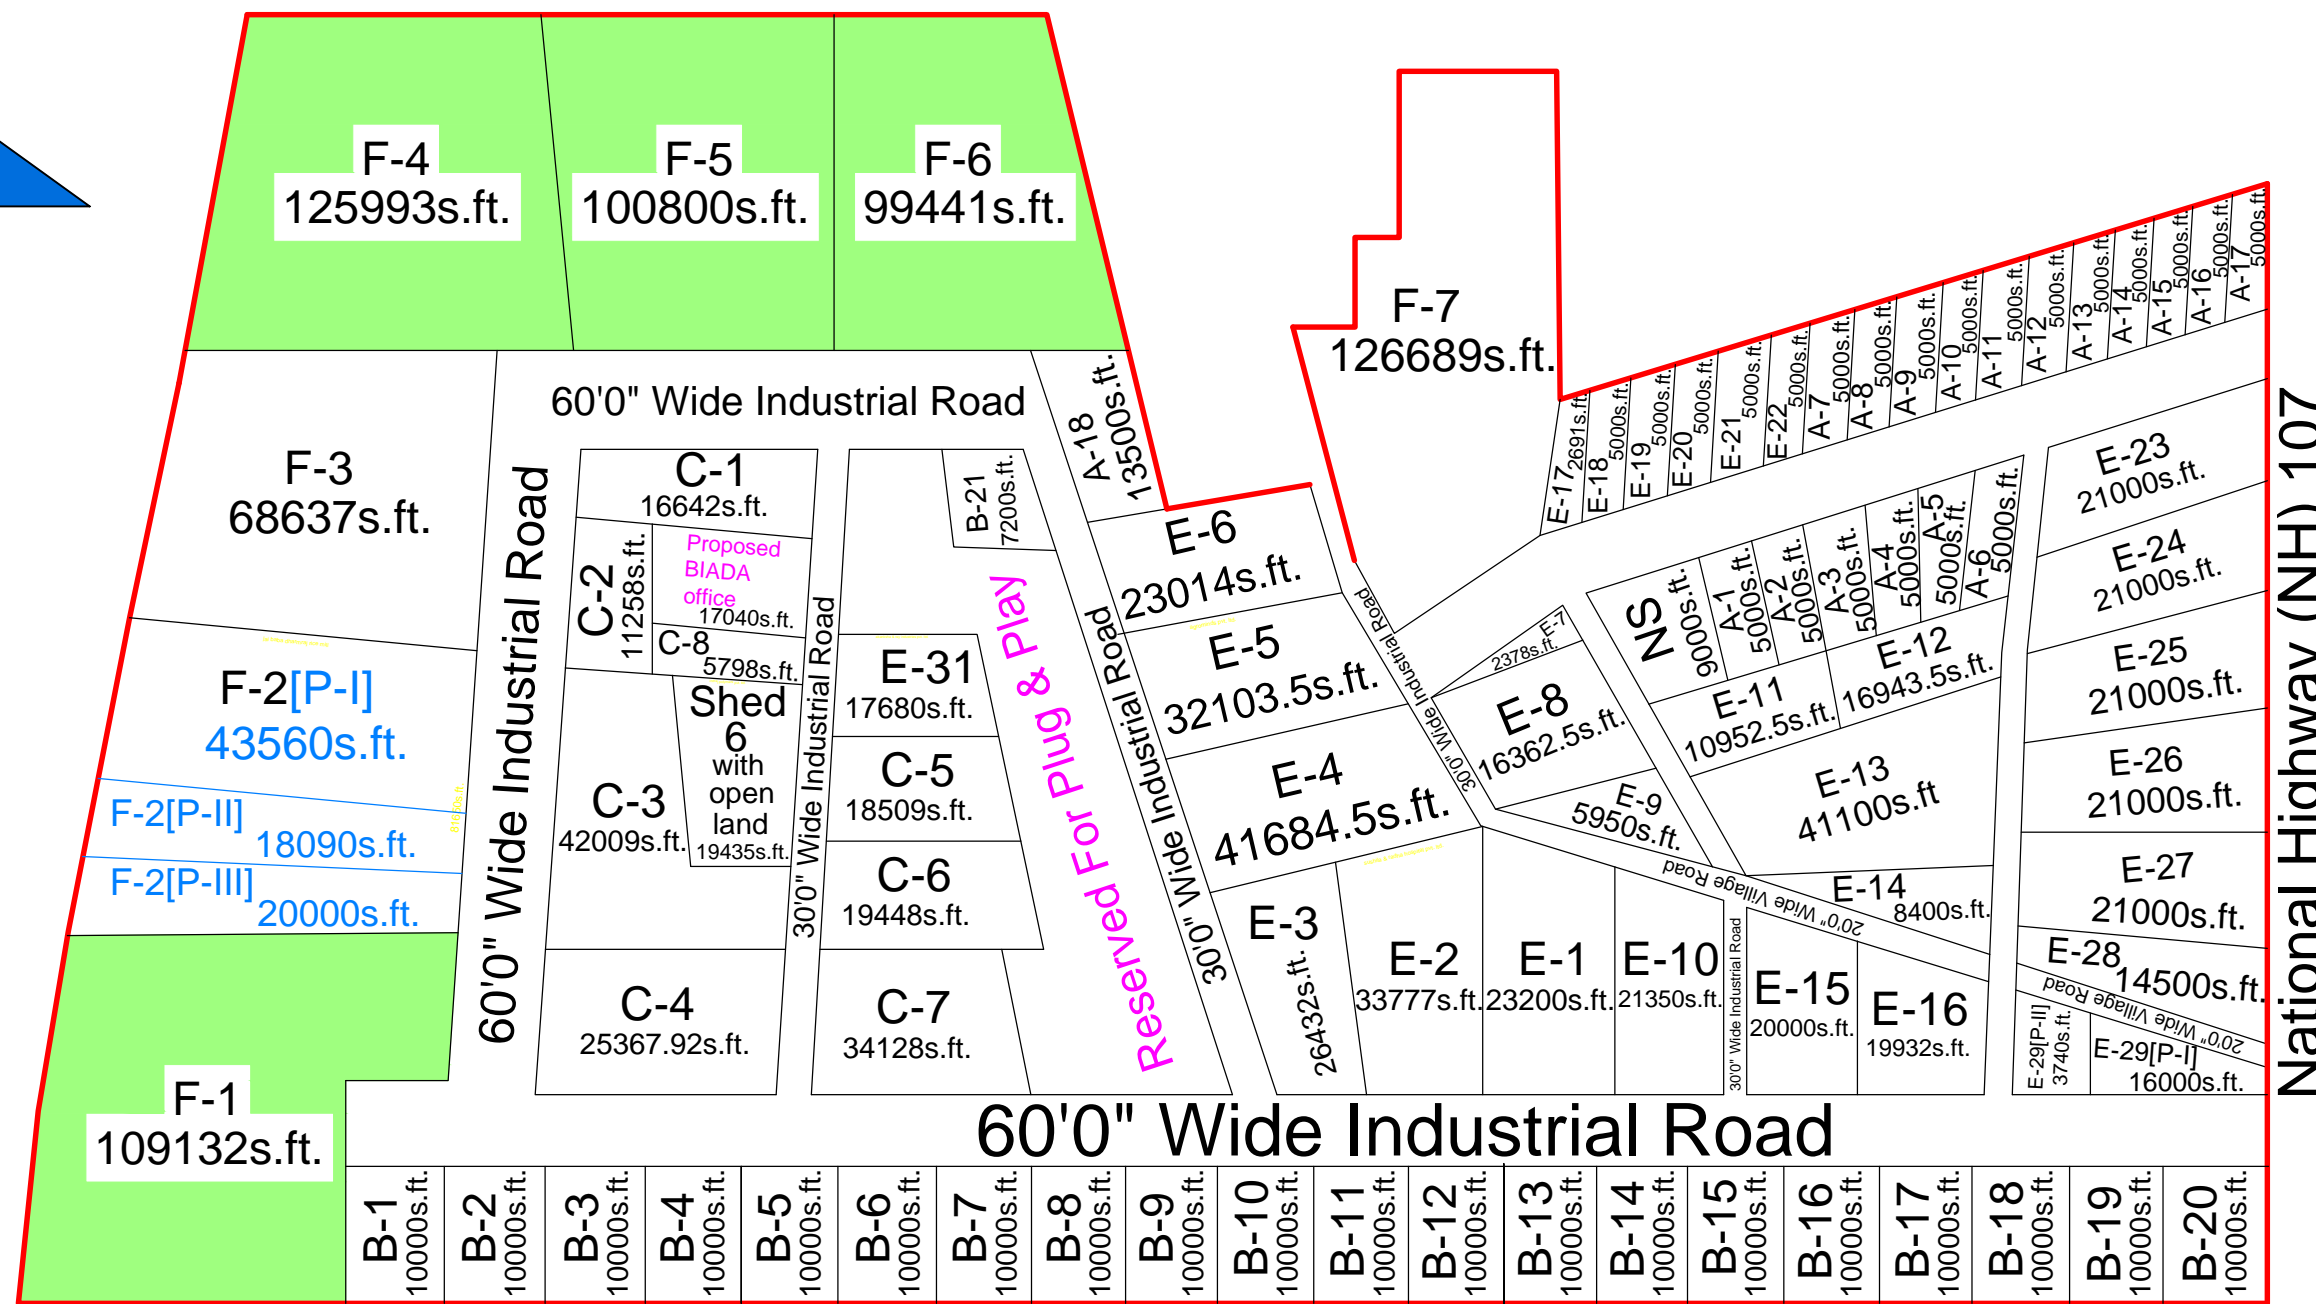 F-4
125993s.ft.
F-5
100800s.ft.
F-6
99441s.ft.
F-7
126689s.ft.
60'0" Wide Industrial Road
A-18
13500s.ft.
E-17
2691s.ft.
E-18
5000s.ft.
E-19
5000s.ft.
E-20
5000s.ft.
E-21
5000s.ft.
E-22
5000s.ft.
A-7
5000s.ft.
A-8
5000s.ft.
A-9
5000s.ft.
A-10
5000s.ft.
A-11
5000s.ft.
A-12
5000s.ft.
A-13
5000s.ft.
A-14
5000s.ft.
A-15
5000s.ft.
A-16
5000s.ft.
A-17
5000s.ft.
F-3
68637s.ft.
F-2[P-I]
43560s.ft.
F-2[P-II]
18090s.ft.
F-2[P-III]
20000s.ft.
F-1
109132s.ft.
60'0" Wide Industrial Road
C-1
16642s.ft.
C-2
11258s.ft.
Proposed
BIADA
office
17040s.ft.
C-8
5798s.ft.
Shed
6
with
open
land
19435s.ft.
C-3
42009s.ft.
C-4
25367.92s.ft.
30'0" Wide Industrial Road
B-21
7200s.ft.
E-31
17680s.ft.
C-5
18509s.ft.
C-6
19448s.ft.
C-7
34128s.ft.
Reserved For Plug & Play
30'0" Wide Industrial Road
E-6
23014s.ft.
E-5
32103.5s.ft.
E-4
41684.5s.ft.
E-3
26432s.ft.
E-2
33777s.ft.
E-1
23200s.ft.
E-10
21350s.ft.
30'0" Wide Industrial Road
E-7
2378s.ft.
E-8
16362.5s.ft.
E-9
5950s.ft.
NS
9000s.ft.
A-1
5000s.ft.
A-2
5000s.ft.
A-3
5000s.ft.
A-4
5000s.ft.
A-5
5000s.ft.
A-6
5000s.ft.
E-11
10952.5s.ft.
E-12
16943.5s.ft.
E-13
41100s.ft
E-14
8400s.ft.
20'0" Wide Village Road
30'0" Wide Industrial Road
E-15
20000s.ft.
E-16
19932s.ft.
E-23
21000s.ft.
E-24
21000s.ft.
E-25
21000s.ft.
E-26
21000s.ft.
E-27
21000s.ft.
E-28
14500s.ft.
20'0" Wide Village Road
E-29[P-II]
3740s.ft.
E-29[P-I]
16000s.ft.
National Highway (NH) 107
60'0" Wide Industrial Road
B-1
10000s.ft.
B-2
10000s.ft.
B-3
10000s.ft.
B-4
10000s.ft.
B-5
10000s.ft.
B-6
10000s.ft.
B-7
10000s.ft.
B-8
10000s.ft.
B-9
10000s.ft.
B-10
10000s.ft.
B-11
10000s.ft.
B-12
10000s.ft.
B-13
10000s.ft.
B-14
10000s.ft.
B-15
10000s.ft.
B-16
10000s.ft.
B-17
10000s.ft.
B-18
10000s.ft.
B-19
10000s.ft.
B-20
10000s.ft.